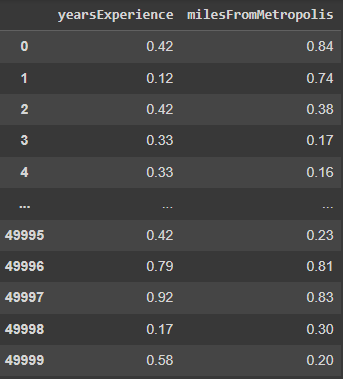 yearsExperience milesFromMetropolis
0 0.42 0.84
1 0.12 0.74
2 0.42 0.38
3 0.33 0.17
4 0.33 0.16
... ... ...
49995 0.42 0.23
49996 0.79 0.81
49997 0.92 0.83
49998 0.17 0.30
49999 0.58 0.20